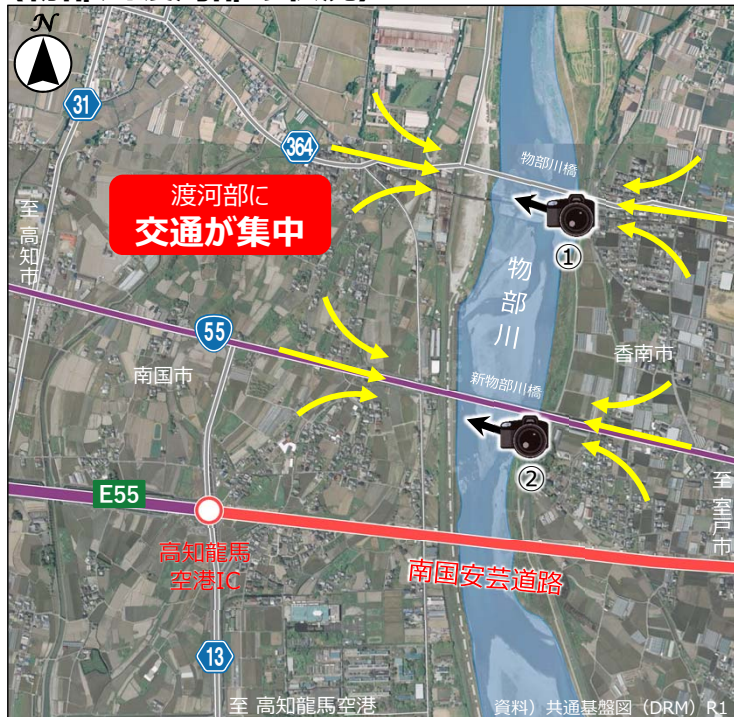 N
31
364
物部川橋
渡河部に
交通が集中
至 高知市
①
物部川
55
南国市
香南市
新物部川橋
②
E55
至 室戸市
高知龍馬
空港IC
南国安芸道路
13
至 高知龍馬空港
資料）共通基盤図（DRM）R1